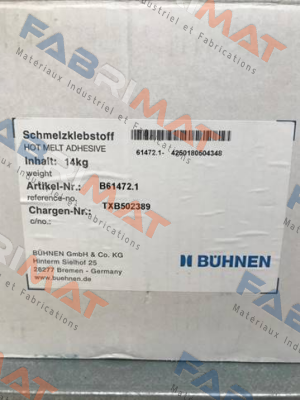 FABRIMAT
Matériaux Industriel et Fabrications
Schmelzklebstoff
HOT MELT ADHESIVE
61472.1- 4250180604348
Inhalt: 14kg
weight
Artikel-Nr.: B61472.1
reference-no.
Chargen-Nr.: TXB502389
c/no.:
BÜHNEN GmbH & Co. KG
Hinterm Sielhof 25
28277 Bremen - Germany
www.buehnen.de
BÜHNEN